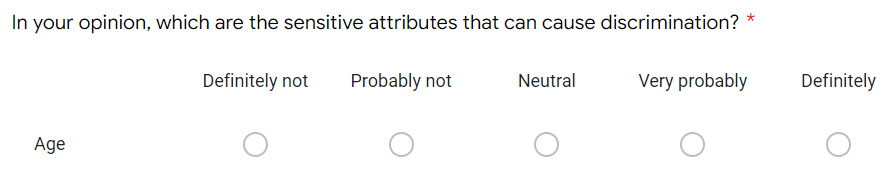 In your opinion, which are the sensitive attributes that can cause discrimination? *
Definitely not Probably not Neutral Very probably Definitely
Age